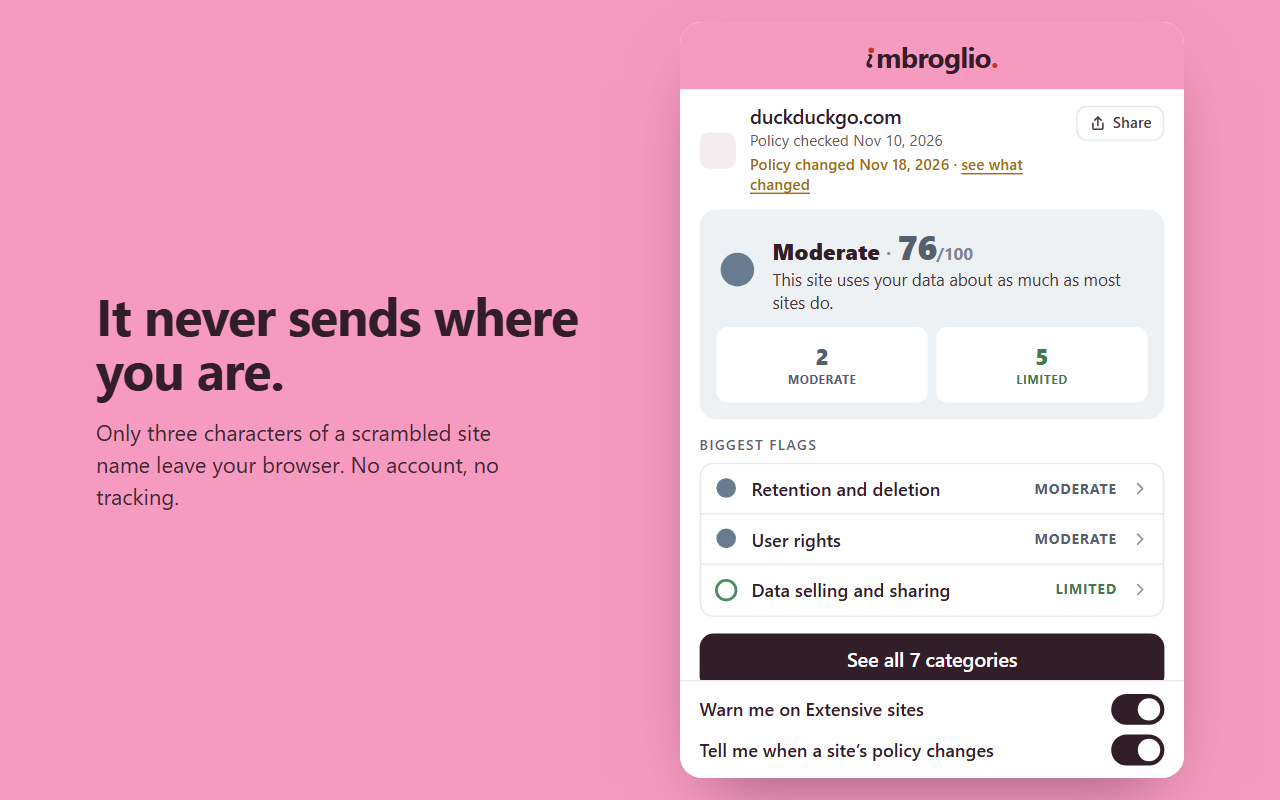 It never sends where
you are.
Only three characters of a scrambled site
name leave your browser. No account, no
tracking.
imbroglio.
duckduckgo.com
Policy checked Nov 10, 2026
Policy changed Nov 18, 2026 · see what
changed
Share
Moderate · 76/100
This site uses your data about as much as most
sites do.
2
MODERATE
5
LIMITED
BIGGEST FLAGS
Retention and deletion MODERATE
User rights MODERATE
Data selling and sharing LIMITED
See all 7 categories
Warn me on Extensive sites
Tell me when a site’s policy changes